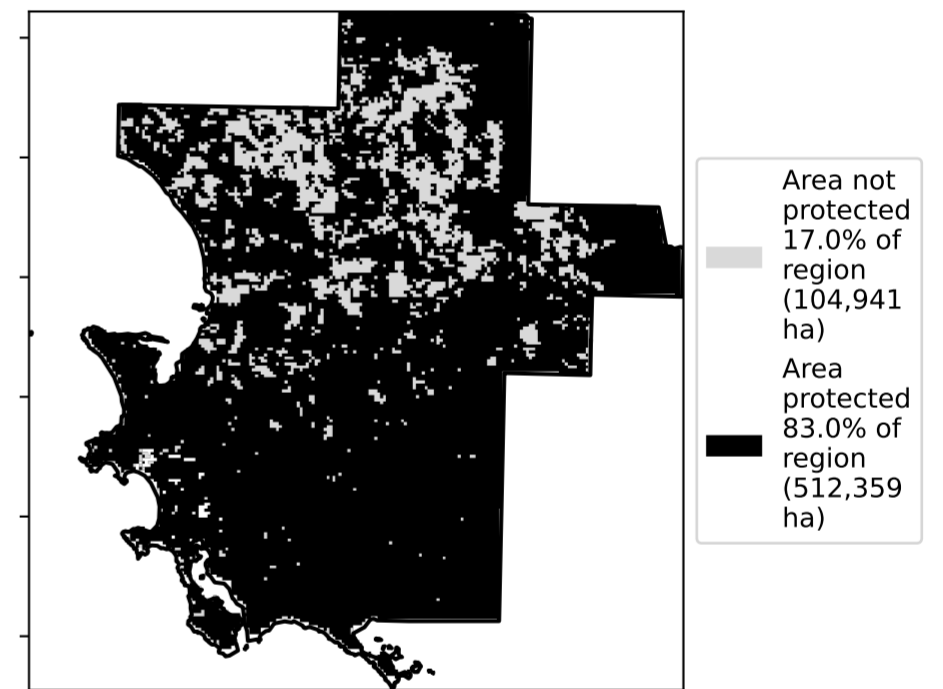 Area not
protected
17.0% of
region
(104,941
ha)
Area
protected
83.0% of
region
(512,359
ha)